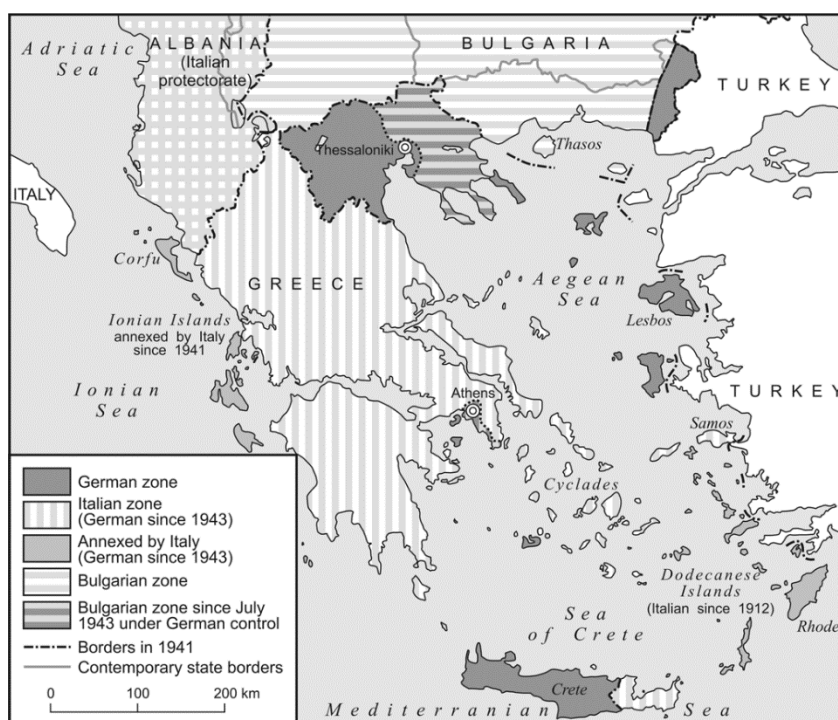 Adriatic
Sea
ALBANIA
(Italian
protectorate)
BULGARIA
TURKEY
Thessaloniki
Thasos
ITALY
Corfu
GREECE
Aegean
Sea
Lesbos
Ionian Islands
annexed by Italy
since 1941
Ionian
Sea
Athens
TURKEY
Samos
Cyclades
Dodecanese
Islands
(Italian since 1912)
Rhode
Sea
of Crete
Crete
Mediterranean Sea
German zone
Italian zone
(German since 1943)
Annexed by Italy
(German since 1943)
Bulgarian zone
Bulgarian zone since July
1943 under German control
Borders in 1941
Contemporary state borders
0 100 200 km